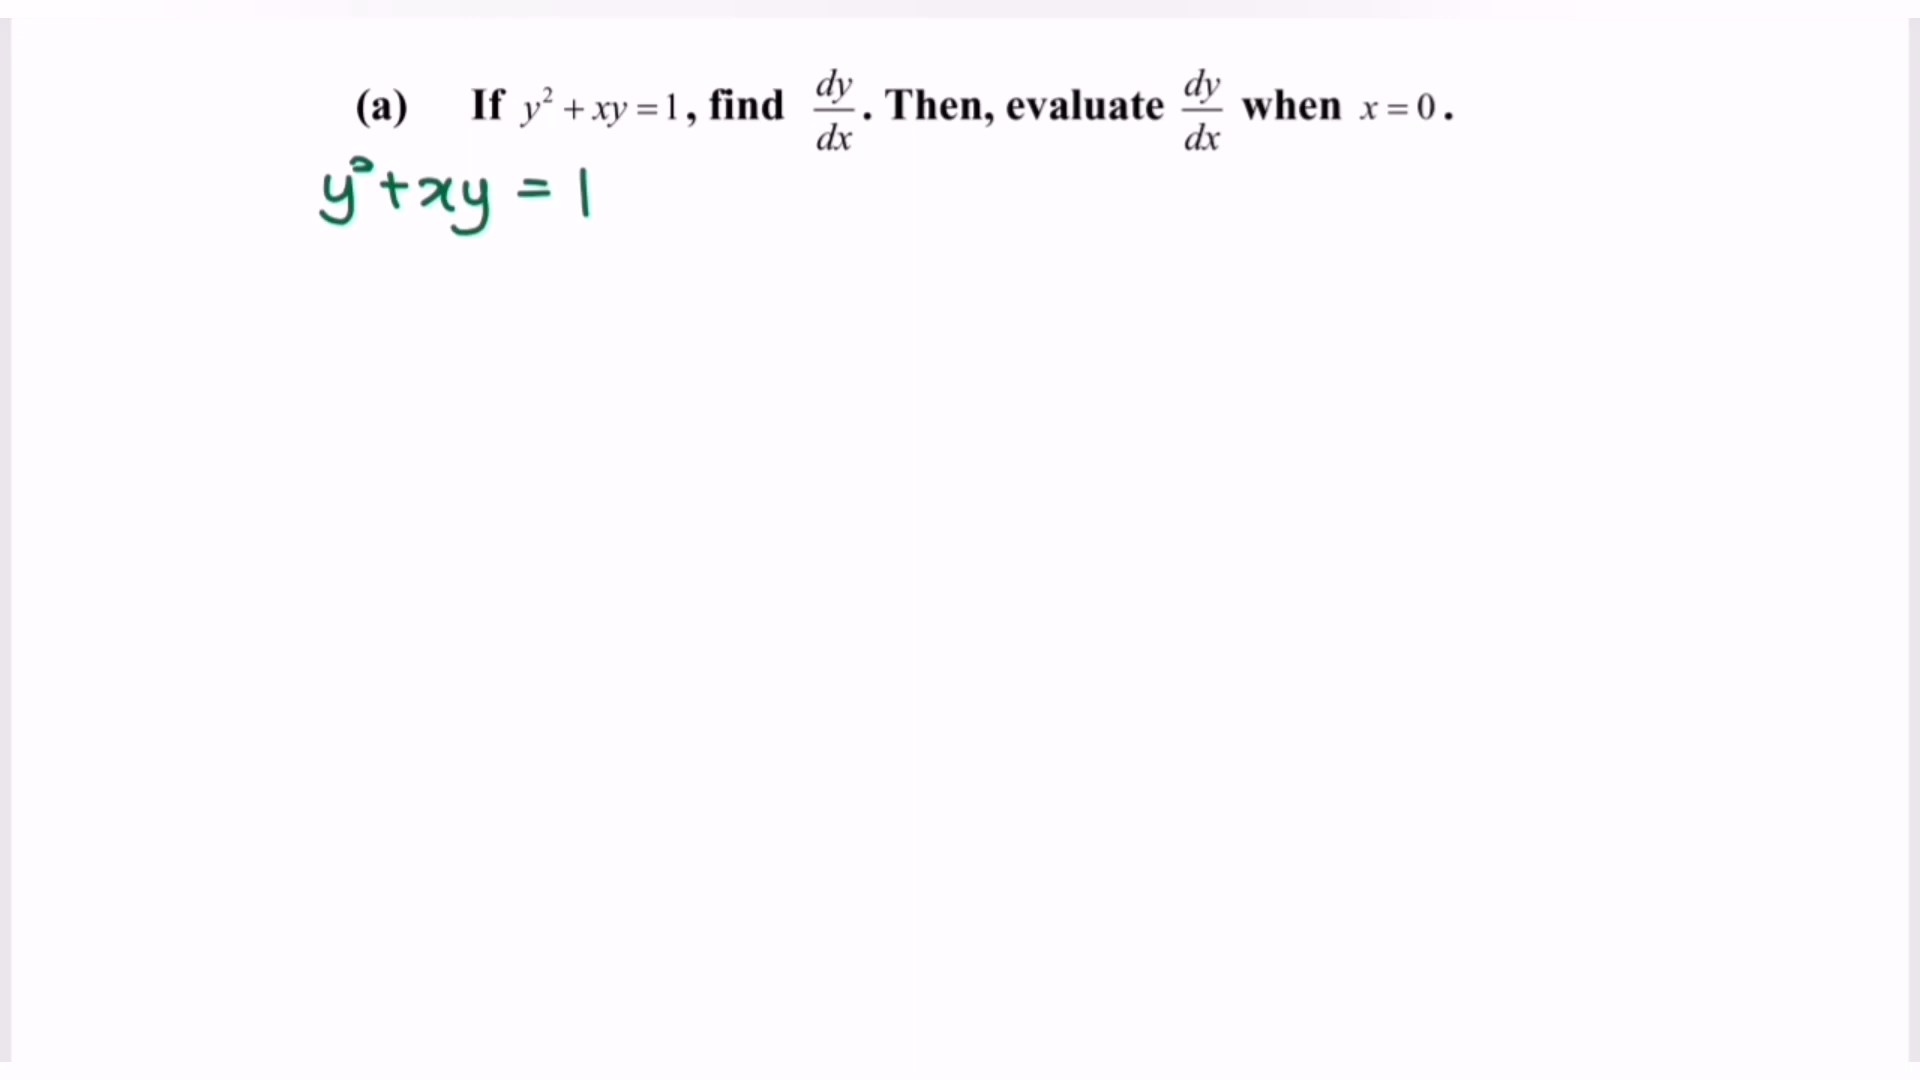 (a) If y² + xy = 1, find dy/dx. Then, evaluate dy/dx when x = 0.
y² + xy = 1